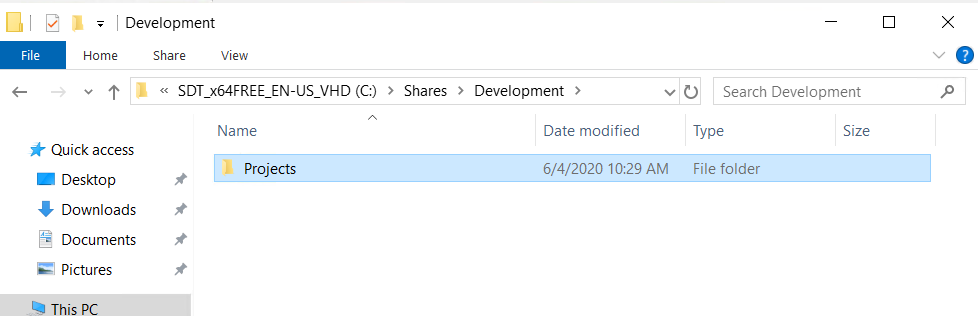 Development
File Home Share View
« SDT_x64FREE_EN-US_VHD (C:) > Shares > Development > Search Development
Name Date modified Type Size
Quick access
Projects 6/4/2020 10:29 AM File folder
Desktop
Downloads
Documents
Pictures
This PC